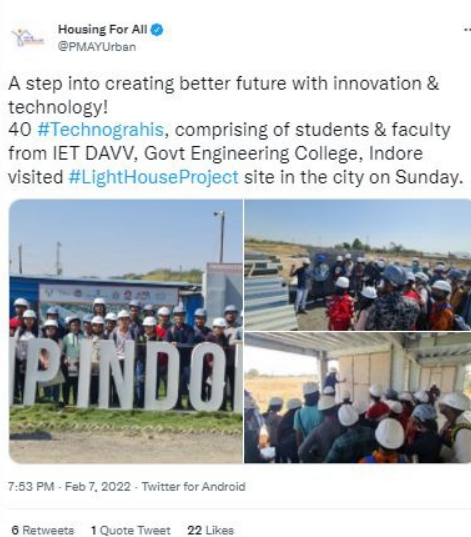 Housing For All
@PMAYUrban
A step into creating better future with innovation &
technology!
40 #Technograhis, comprising of students & faculty
from IET DAVV, Govt Engineering College, Indore
visited #LightHouseProject site in the city on Sunday.
PINDO
7:53 PM · Feb 7, 2022 · Twitter for Android
6 Retweets 1 Quote Tweet 22 Likes